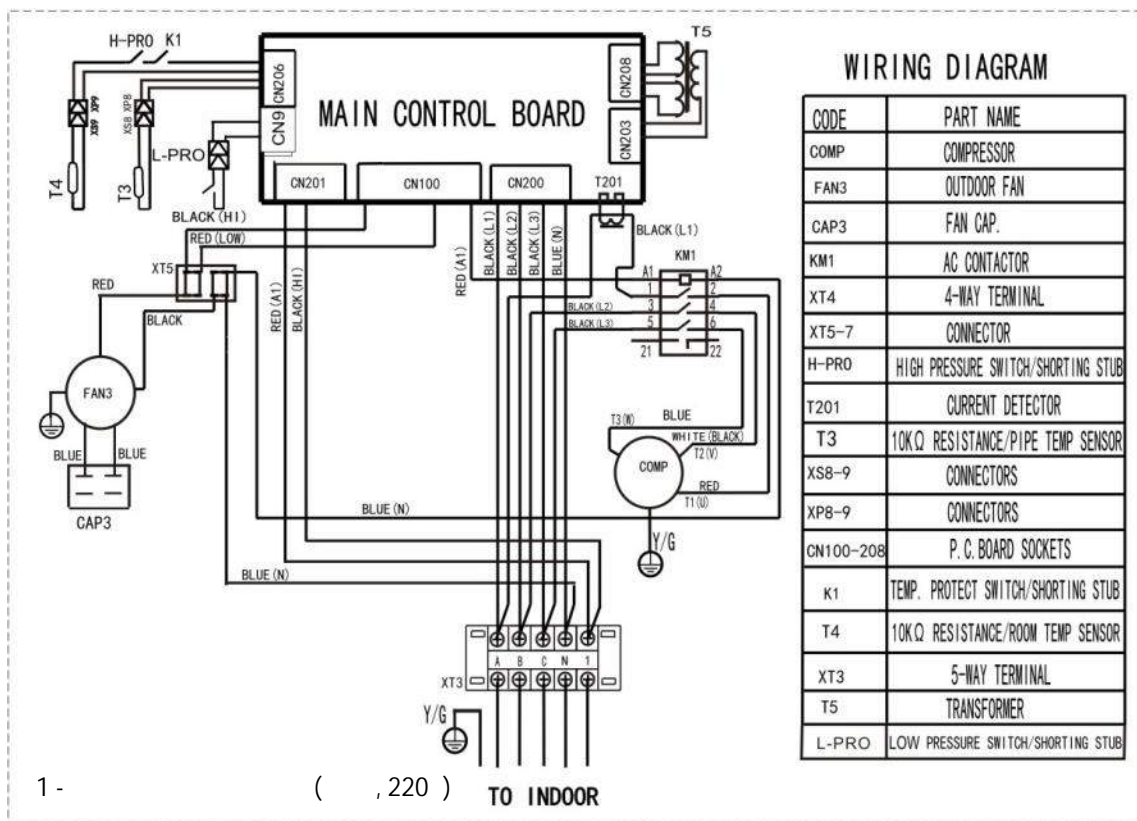 H-PRO K1
T5
XS9 XP9
XS8 XP8
CN206
CN9
MAIN CONTROL BOARD
CN208
CN203
L-PRO
T4
T3
CN201
CN100
CN200
T201
BLACK(HI)
RED(LOW)
XT5
RED
BLACK
RED(A1)
BLACK(HI)
RED(A1)
BLACK(L1)
BLACK(L2)
BLACK(L3)
BLUE(N)
BLACK(L1)
KM1
A1 A2
1 2
BLACK(L2) 3 4
BLACK(L3) 5 6
21 22
FAN3
BLUE BLUE
CAP3
T3(W) BLUE
WHITE(BLACK)
T2(V)
COMP
RED
T1(U)
Y/G
BLUE(N)
BLUE(N)
A B C N 1
XT3
Y/G
1 - ( , 220 )
TO INDOOR
WIRING DIAGRAM
CODE PART NAME
COMP COMPRESSOR
FAN3 OUTDOOR FAN
CAP3 FAN CAP.
KM1 AC CONTACTOR
XT4 4-WAY TERMINAL
XT5-7 CONNECTOR
H-PRO HIGH PRESSURE SWITCH/SHORTING STUB
T201 CURRENT DETECTOR
T3 10KΩ RESISTANCE/PIPE TEMP SENSOR
XS8-9 CONNECTORS
XP8-9 CONNECTORS
CN100-208 P.C.BOARD SOCKETS
K1 TEMP. PROTECT SWITCH/SHORTING STUB
T4 10KΩ RESISTANCE/ROOM TEMP SENSOR
XT3 5-WAY TERMINAL
T5 TRANSFORMER
L-PRO LOW PRESSURE SWITCH/SHORTING STUB